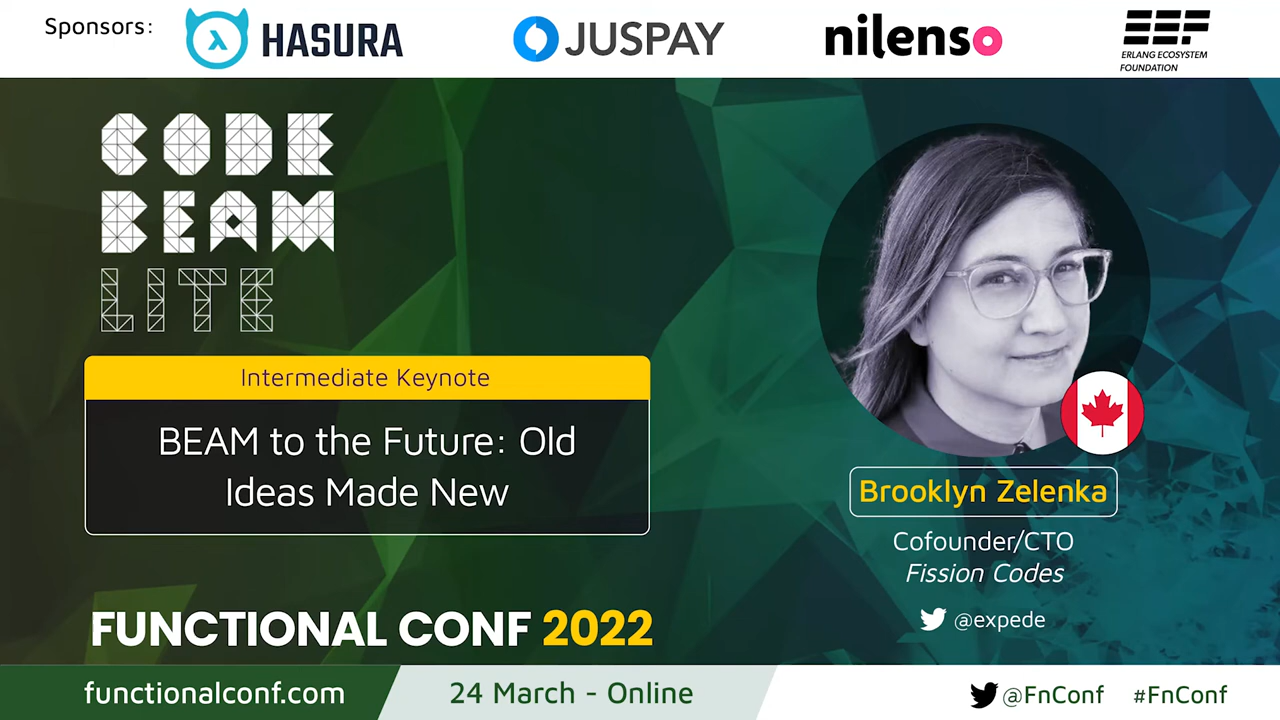 Sponsors:
HASURA
JUSPAY
nilenso
EEF
ERLANG ECOSYSTEM
FOUNDATION
CODE
BEAM
LITE
Intermediate Keynote
BEAM to the Future: Old
Ideas Made New
Brooklyn Zelenka
Cofounder/CTO
Fission Codes
@expede
FUNCTIONAL CONF 2022
functionalconf.com
24 March - Online
@FnConf
#FnConf